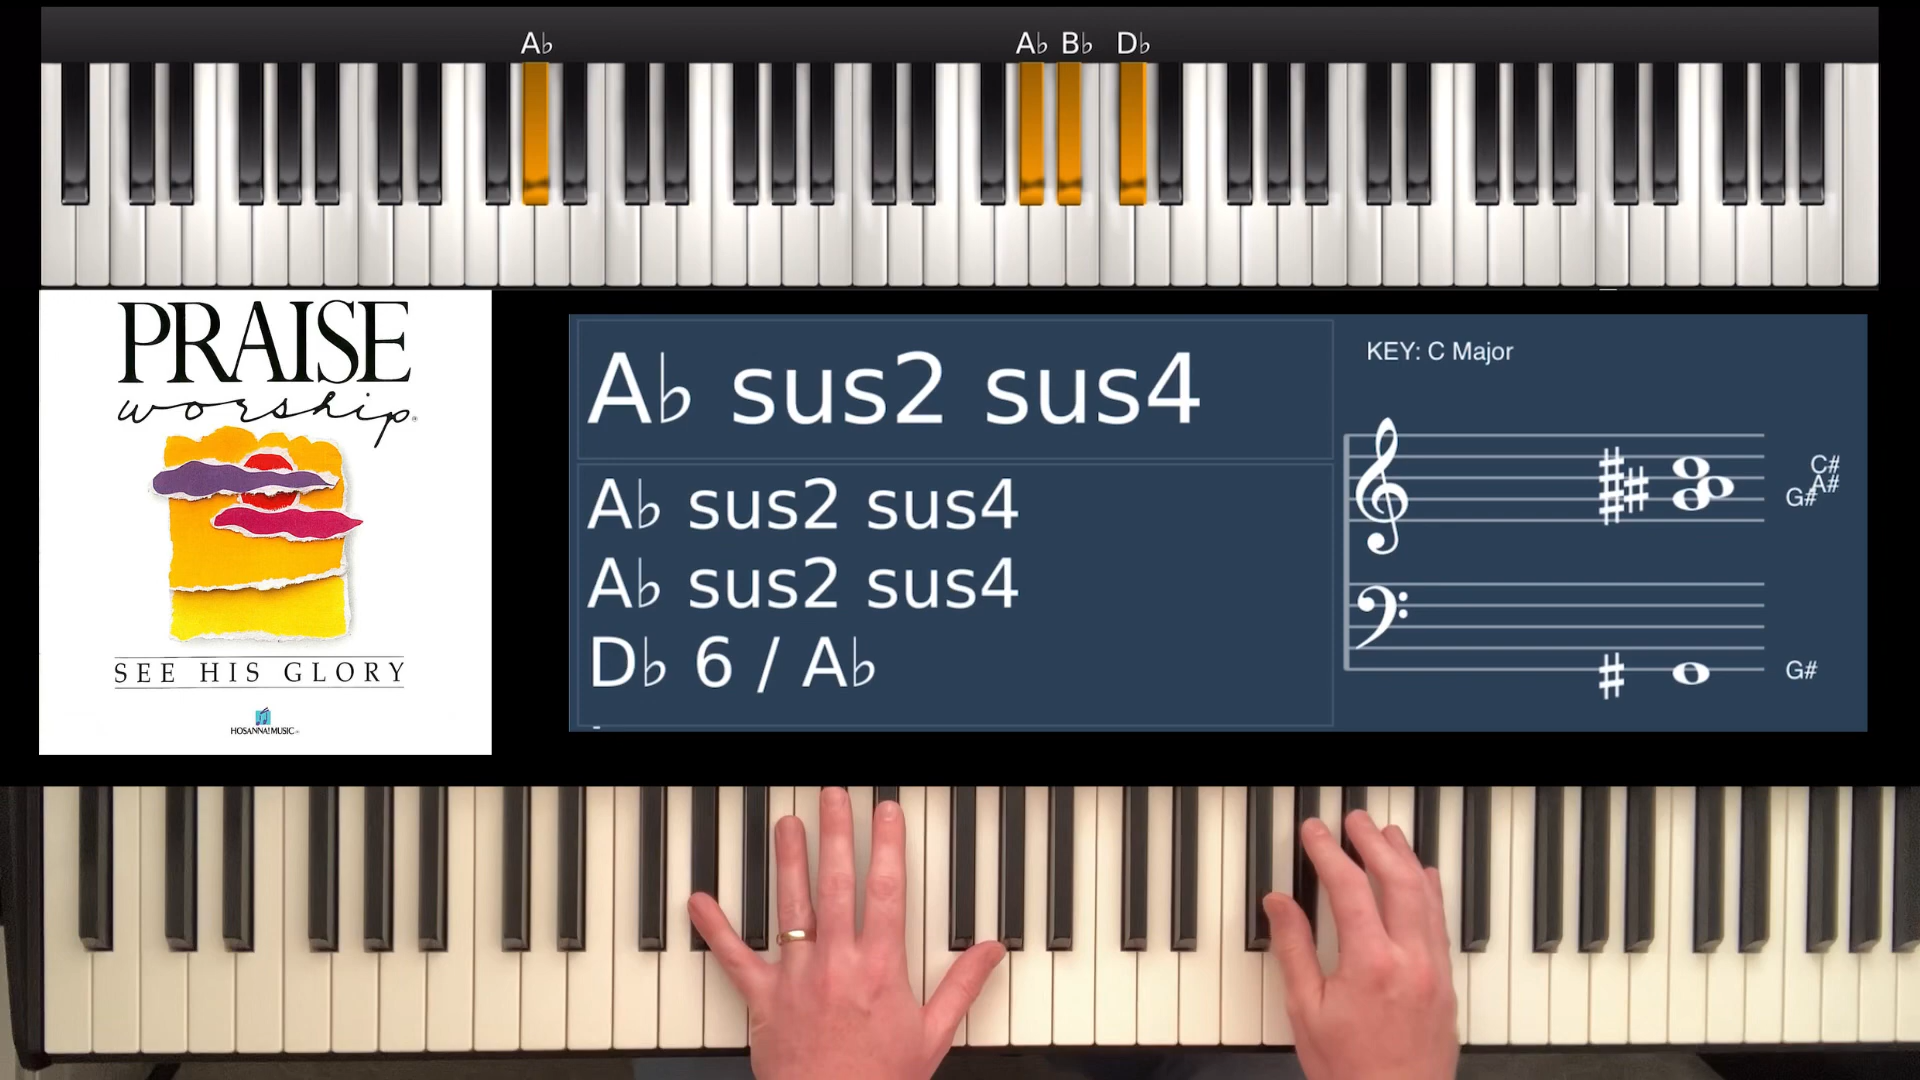 A♭ A♭ B♭ D♭
PRAISE
worship
SEE HIS GLORY
HOSANNA! MUSIC
A♭ sus2 sus4
A♭ sus2 sus4
A♭ sus2 sus4
D♭ 6 / A♭
KEY: C Major
C#
A#
G#
G#